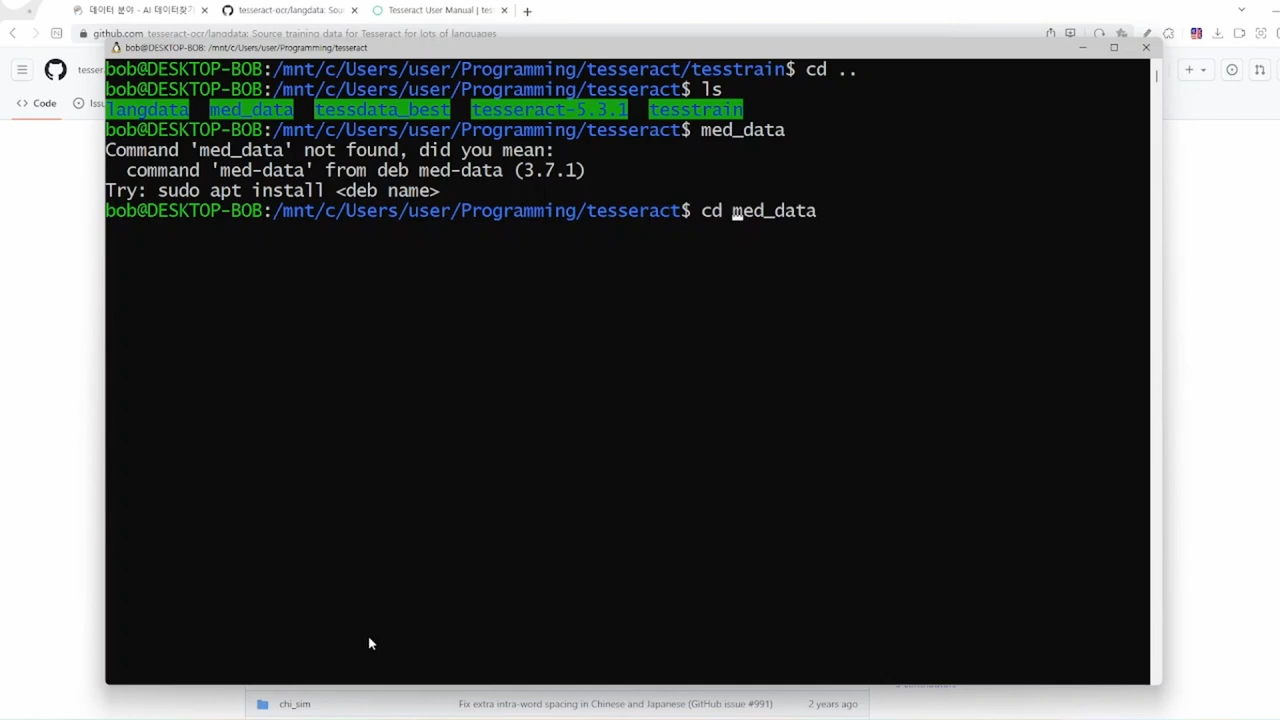 데이터 분야 - AI 데이터찾기
tesseract-ocr/langdata: Sour
Tesseract User Manual | tes
github.com tesseract-ocr/langdata: Source training data for Tesseract for lots of languages
bob@DESKTOP-BOB: /mnt/c/Users/user/Programming/tesseract
tesser
Code
Issu
bob@DESKTOP-BOB:/mnt/c/Users/user/Programming/tesseract/tesstrain$ cd ..
bob@DESKTOP-BOB:/mnt/c/Users/user/Programming/tesseract$ ls
langdata med_data tessdata_best tesseract-5.3.1 tesstrain
bob@DESKTOP-BOB:/mnt/c/Users/user/Programming/tesseract$ med_data
Command 'med_data' not found, did you mean:
command 'med-data' from deb med-data (3.7.1)
Try: sudo apt install <deb name>
bob@DESKTOP-BOB:/mnt/c/Users/user/Programming/tesseract$ cd med_data
chi_sim Fix extra intra-word spacing in Chinese and Japanese (GitHub issue #991) 2 years ago